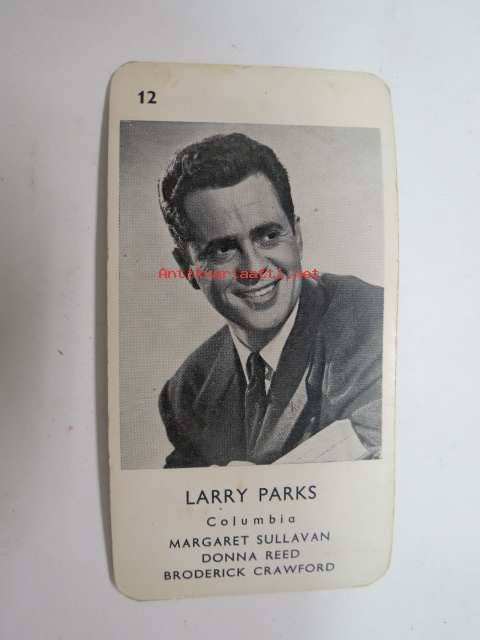 12
Antikvariaatti.net
LARRY PARKS
Columbia
MARGARET SULLAVAN
DONNA REED
BRODERICK CRAWFORD